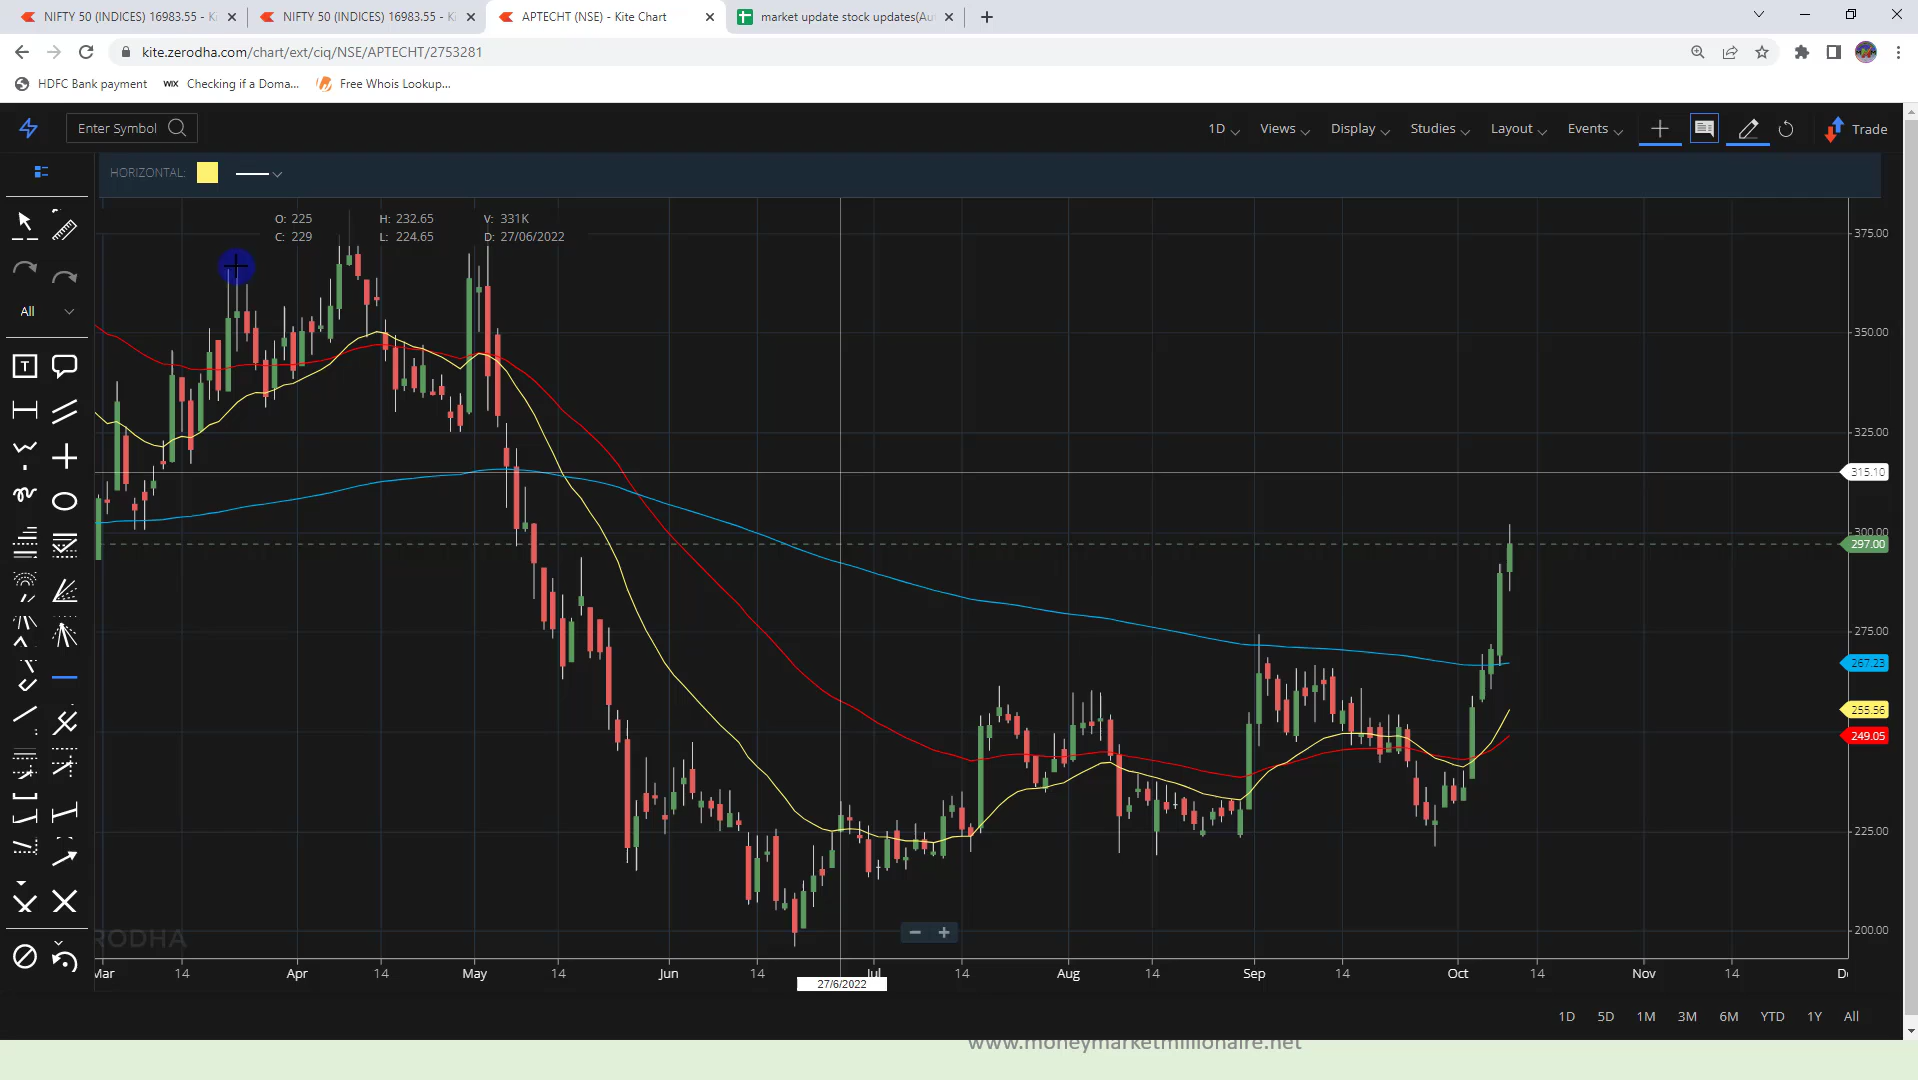 NIFTY 50 (INDICES) 16983.55 - Ki
NIFTY 50 (INDICES) 16983.55 - Ki
APTECHT (NSE) - Kite Chart
market update stock updates(Au
kite.zerodha.com/chart/ext/ciq/NSE/APTECHT/2753281
HDFC Bank payment
WIX Checking if a Doma...
Free Whois Lookup...
Enter Symbol
1D
Views
Display
Studies
Layout
Events
Trade
HORIZONTAL:
O: 225 H: 232.65 V: 331K
C: 229 L: 224.65 D: 27/06/2022
All
T
375.00
350.00
325.00
315.10
300.00
297.00
275.00
267.23
255.56
249.05
225.00
200.00
RODHA
Mar 14 Apr 14 May 14 Jun 14 Jul 14 Aug 14 Sep 14 Oct 14 Nov 14 D
27/6/2022
1D 5D 1M 3M 6M YTD 1Y All
www.moneymarketmillionaire.net